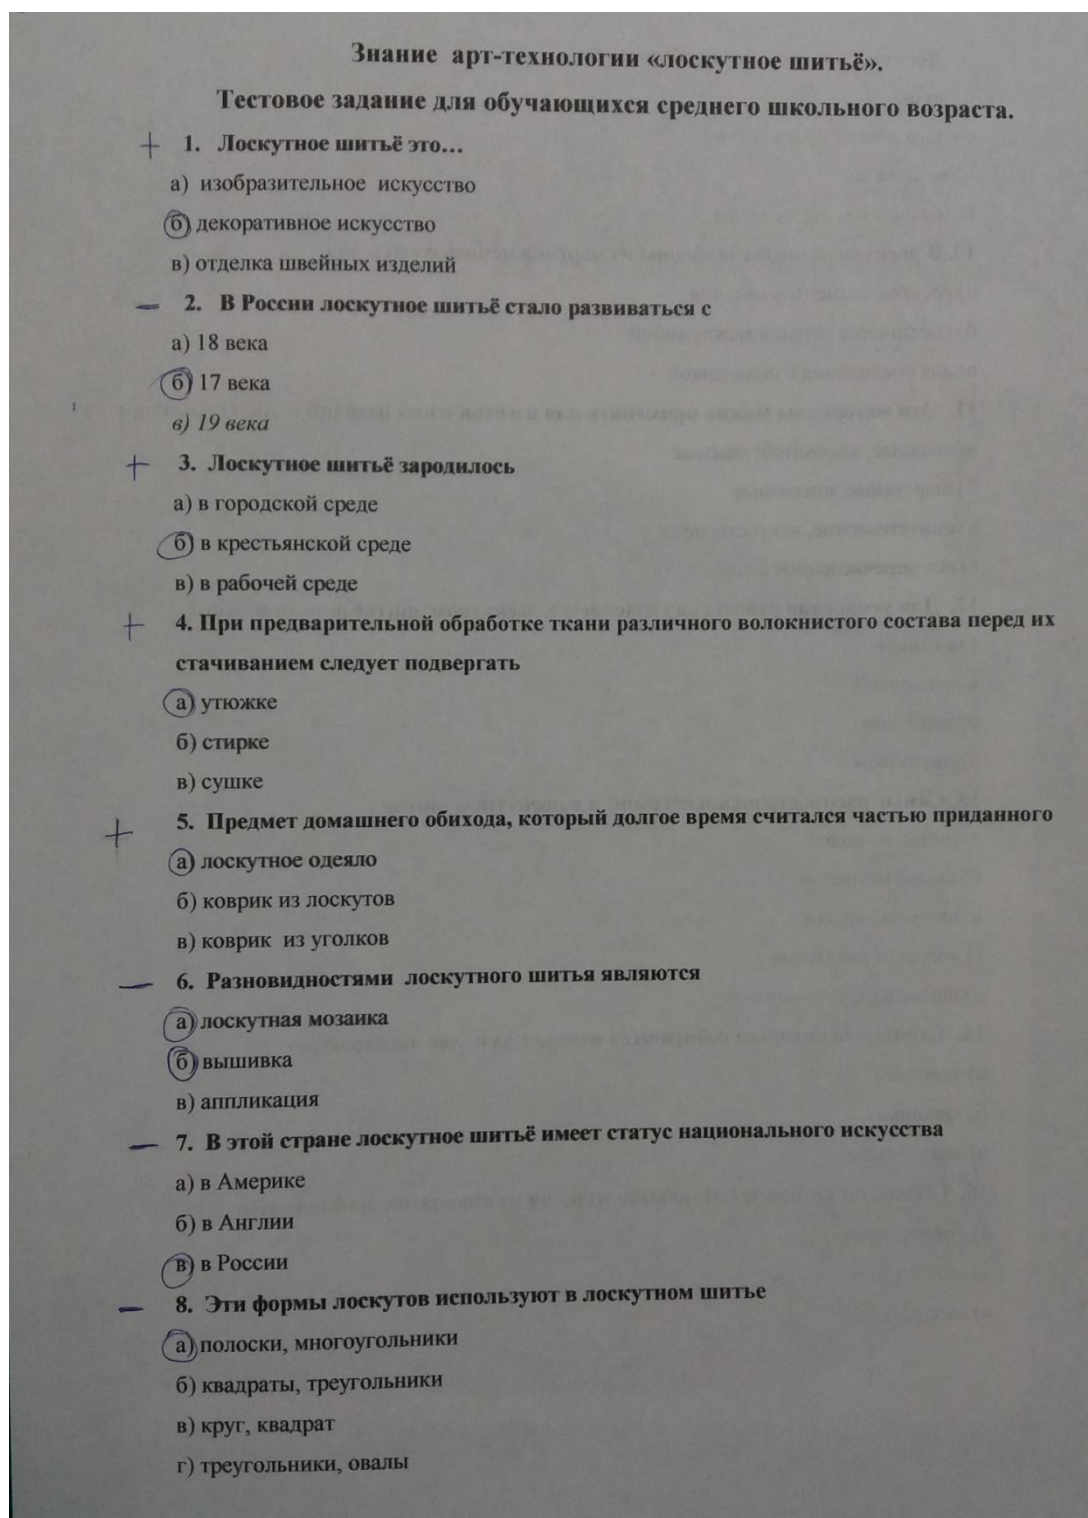 Знание арт-технологии «лоскутное шитьё».
Тестовое задание для обучающихся среднего школьного возраста.
+ 1. Лоскутное шитьё это...
а) изобразительное искусство
б) декоративное искусство
в) отделка швейных изделий
– 2. В России лоскутное шитьё стало развиваться с
а) 18 века
б) 17 века
в) 19 века
+ 3. Лоскутное шитьё зародилось
а) в городской среде
б) в крестьянской среде
в) в рабочей среде
+ 4. При предварительной обработке ткани различного волокнистого состава перед их
стачиванием следует подвергать
а) утюжке
б) стирке
в) сушке
+ 5. Предмет домашнего обихода, который долгое время считался частью приданного
а) лоскутное одеяло
б) коврик из лоскутов
в) коврик из уголков
– 6. Разновидностями лоскутного шитья являются
а) лоскутная мозаика
б) вышивка
в) аппликация
– 7. В этой стране лоскутное шитьё имеет статус национального искусства
а) в Америке
б) в Англии
в) в России
– 8. Эти формы лоскутов используют в лоскутном шитье
а) полоски, многоугольники
б) квадраты, треугольники
в) круг, квадрат
г) треугольники, овалы